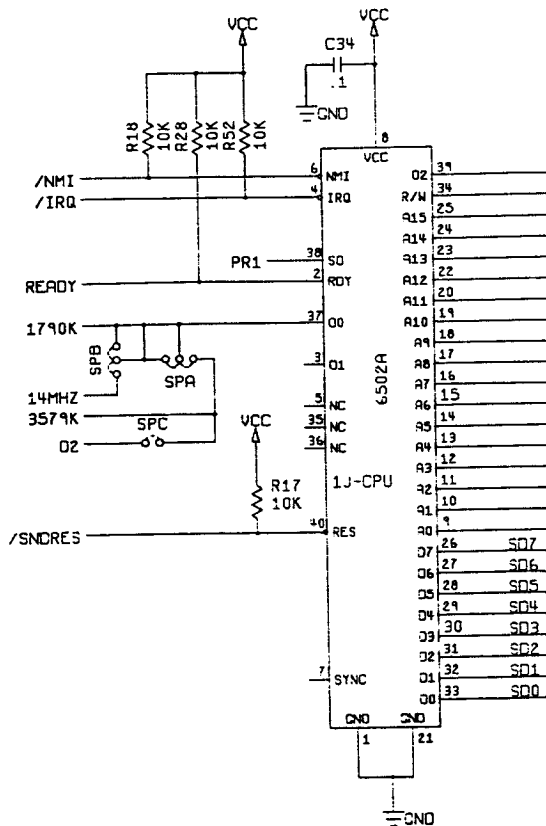 VCC
VCC
C34
.1
GND
R18
10K
R28
10K
R52
10K
8
VCC
/NMI
6
NMI
/IRQ
4
IRQ
PR1
38
SO
READY
2
RDY
1790K
37
O0
SPB
SPA
3
O1
14MHZ
3579K
O2
SPC
5
NC
35
NC
36
NC
VCC
R17
10K
/SNDRES
40
RES
6502A
1J-CPU
7
SYNC
O2
39
R/W
34
A15
25
A14
24
A13
23
A12
22
A11
20
A10
19
A9
18
A8
17
A7
16
A6
15
A5
14
A4
13
A3
12
A2
11
A1
10
A0
9
D7
26
SD7
D6
27
SD6
D5
28
SD5
D4
29
SD4
D3
30
SD3
D2
31
SD2
D1
32
SD1
D0
33
SD0
GND
GND
1
21
GND